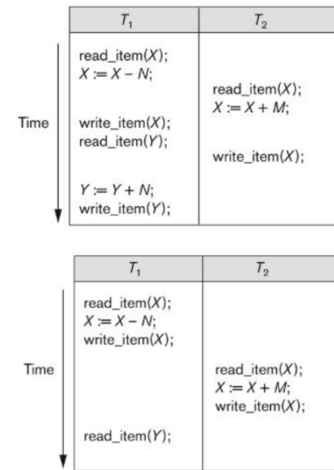 T1 T2
read_item(X);
X := X – N;
read_item(X);
X := X + M;
Time
write_item(X);
read_item(Y);
write_item(X);
Y := Y + N;
write_item(Y);
T1 T2
read_item(X);
X := X – N;
write_item(X);
Time
read_item(X);
X := X + M;
write_item(X);
read_item(Y);